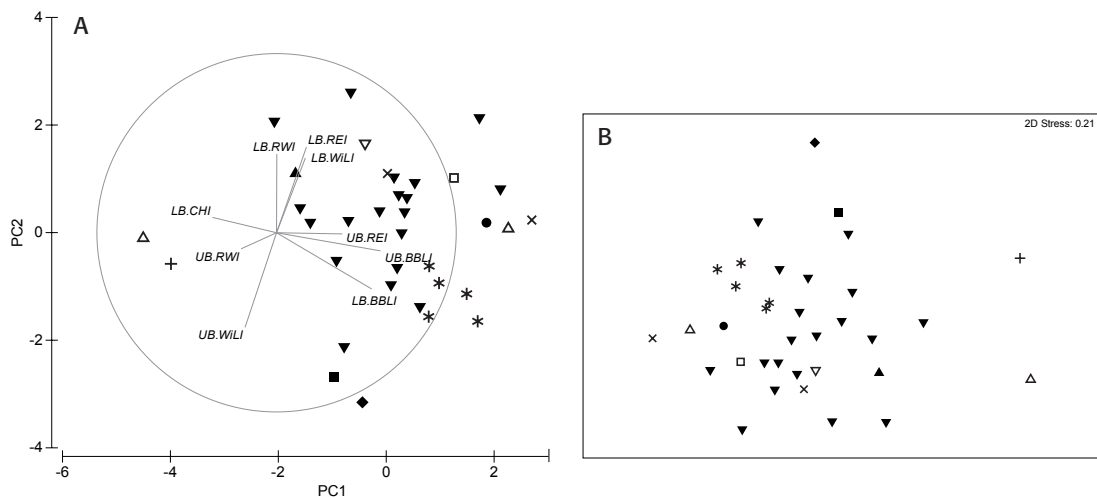 A
4
2
0
-2
-4
PC2
-6
-4
-2
0
2
PC1
LB.RWI
LB.REI
LB.WiLI
LB.CHI
UB.RWI
UB.REI
UB.BBLI
LB.BBLI
UB.WiLI
B
2D Stress: 0.21